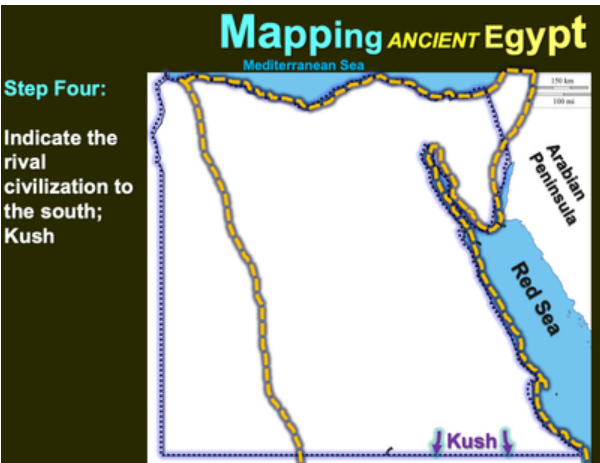 Mapping ANCIENT Egypt
Mediterranean Sea
Step Four:
Indicate the
rival
civilization to
the south;
Kush
150 km
100 mi
Arabian
Peninsula
Red Sea
Kush